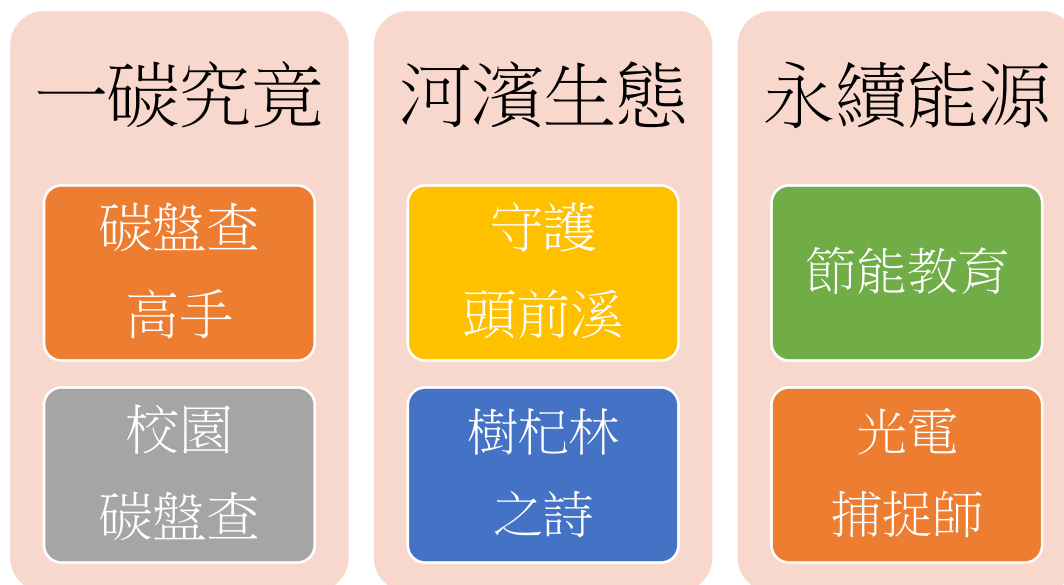 一碳究竟
碳盤查
高手
校園
碳盤查
河濱生態
守護
頭前溪
樹杞林
之詩
永續能源
節能教育
光電
捕捉師